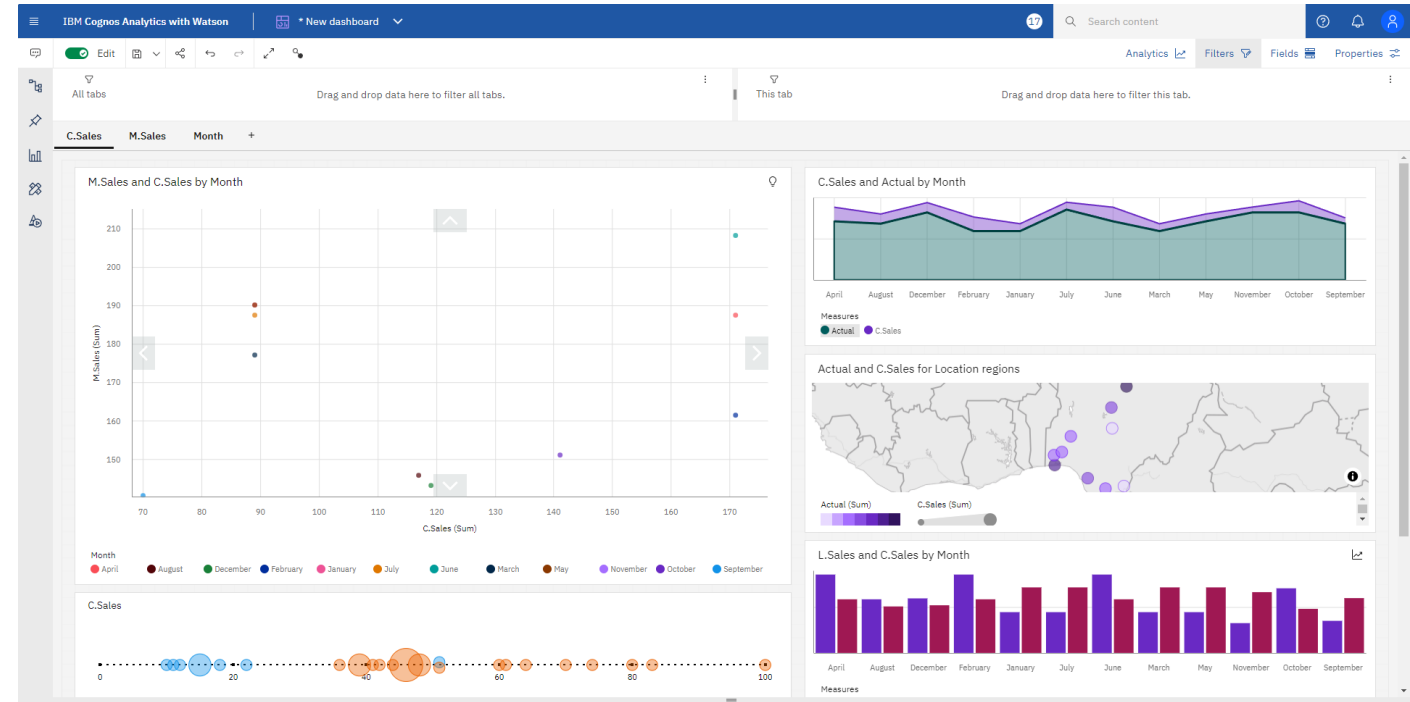 IBM Cognos Analytics with Watson
* New dashboard
17
Search content
Edit
Analytics
Filters
Fields
Properties
All tabs
Drag and drop data here to filter all tabs.
This tab
Drag and drop data here to filter this tab.
C.Sales M.Sales Month +
M.Sales and C.Sales by Month
M.Sales (Sum)
210
200
190
180
170
160
150
70 80 90 100 110 120 130 140 150 160 170
C.Sales (Sum)
Month
April August December February January July June March May November October September
C.Sales
0 20 40 60 80 100
C.Sales and Actual by Month
April August December February January July June March May November October September
Measures
Actual C.Sales
Actual and C.Sales for Location regions
Actual (Sum) C.Sales (Sum)
L.Sales and C.Sales by Month
April August December February January July June March May November October September
Measures